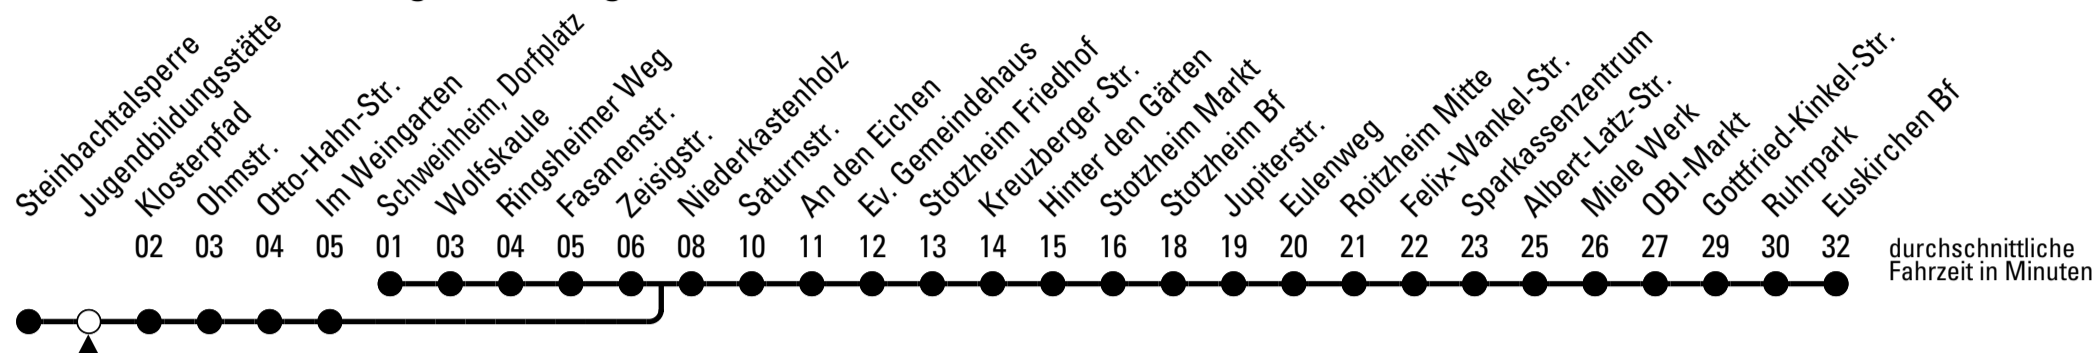 Steinbachtalsperre
Jugendbildungsstätte
Klosterpfad
Ohmstr.
Otto-Hahn-Str.
Im Weingarten
Schweinheim, Dorfplatz
Wolfskaule
Ringsheimer Weg
Fasanenstr.
Zeisigstr.
Niederkastenholz
Saturnstr.
An den Eichen
Ev. Gemeindehaus
Stotzheim Friedhof
Kreuzberger Str.
Hinter den Gärten
Stotzheim Markt
Stotzheim Bf
Jupiterstr.
Eulenweg
Roitzheim Mitte
Felix-Wankel-Str.
Sparkassenzentrum
Albert-Latz-Str.
Miele Werk
OBI-Markt
Gottfried-Kinkel-Str.
Ruhrpark
Euskirchen Bf
02 03 04 05 01 03 04 05 06 08 10 11 12 13 14 15 16 18 19 20 21 22 23 25 26 27 29 30 32
durchschnittliche
Fahrzeit in Minuten